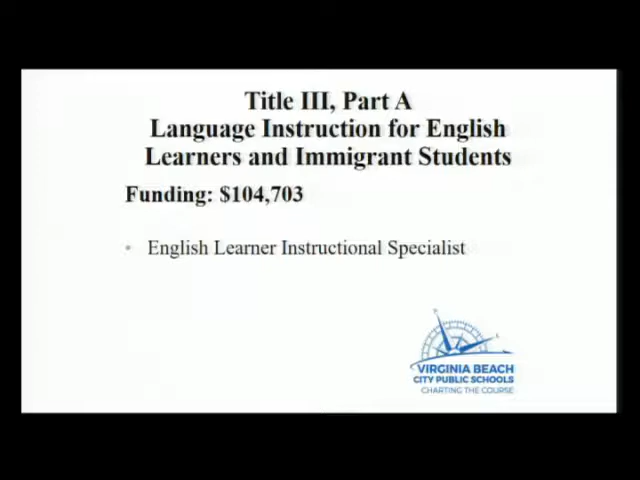 Title III, Part A
Language Instruction for English
Learners and Immigrant Students
Funding: $104,703
• English Learner Instructional Specialist
VIRGINIA BEACH
CITY PUBLIC SCHOOLS
CHARTING THE COURSE